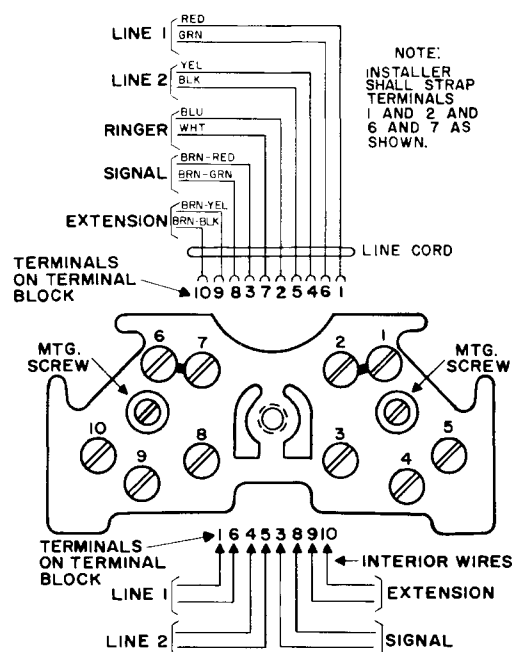 RED
LINE 1
GRN
YEL
LINE 2
BLK
BLU
RINGER
WHT
BRN-RED
SIGNAL
BRN-GRN
BRN-YEL
EXTENSION
BRN-BLK
NOTE:
INSTALLER
SHALL STRAP
TERMINALS
1 AND 2 AND
6 AND 7 AS
SHOWN.
LINE CORD
TERMINALS
ON TERMINAL
BLOCK
10 9 8 3 7 2 5 4 6 1
MTG.
SCREW
6
7
2
1
MTG.
SCREW
10
9
8
3
4
5
TERMINALS
ON TERMINAL
BLOCK
1 6 4 5 3 8 9 10
INTERIOR WIRES
LINE 1
EXTENSION
LINE 2
SIGNAL